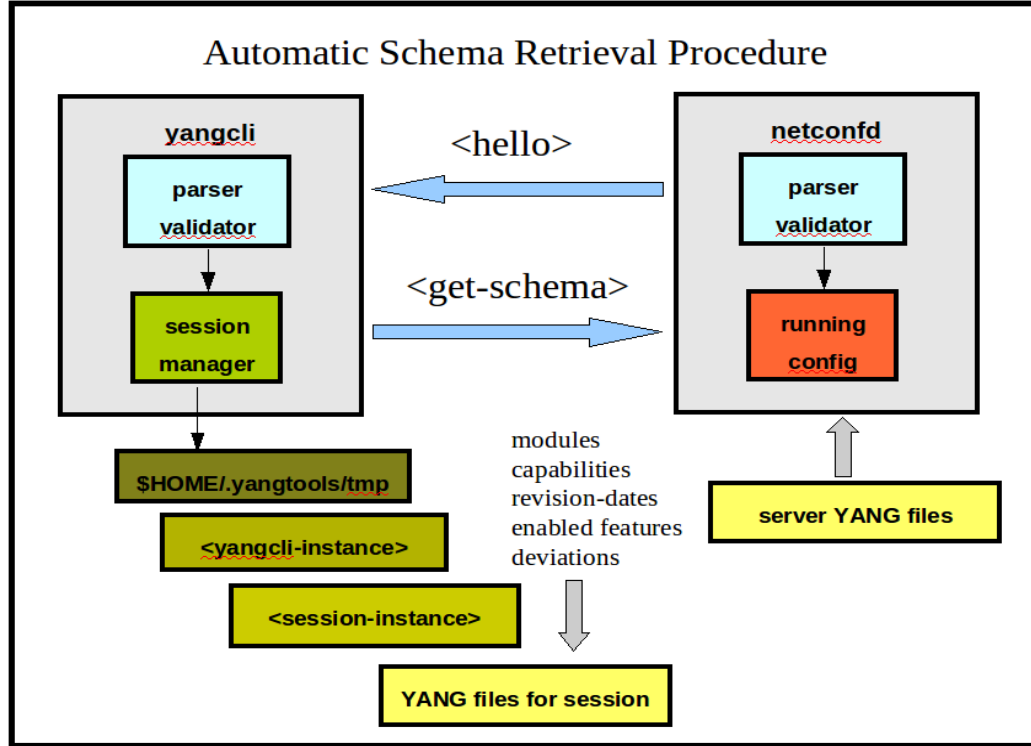 Automatic Schema Retrieval Procedure
yangcli
parser
validator
session
manager
<hello>
<get-schema>
netconfd
parser
validator
running
config
$HOME/.yangtools/tmp
<yangcli-instance>
<session-instance>
modules
capabilities
revision-dates
enabled features
deviations
server YANG files
YANG files for session